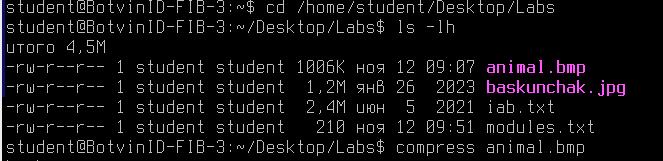 student@BotvinID-FIB-3:~$ cd /home/student/Desktop/Labs
student@BotvinID-FIB-3:~/Desktop/Labs$ ls -lh
итого 4,5M
-rw-r--r-- 1 student student 1006K ноя 12 09:07 animal.bmp
-rw-r--r-- 1 student student  1,2M янв 26  2023 baskunchak.jpg
-rw-r--r-- 1 student student  2,4M июн  5  2021 iab.txt
-rw-r--r-- 1 student student   210 ноя 12 09:51 modules.txt
student@BotvinID-FIB-3:~/Desktop/Labs$ compress animal.bmp